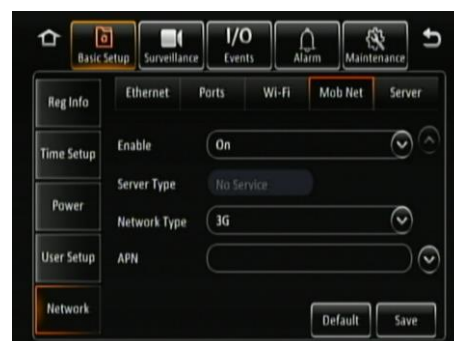 Basic Setup
Surveillance
I/O
Events
Alarm
Maintenance
Reg Info
Time Setup
Power
User Setup
Network
Ethernet
Ports
Wi-Fi
Mob Net
Server
Enable
On
Server Type
No Service
Network Type
3G
APN
Default
Save